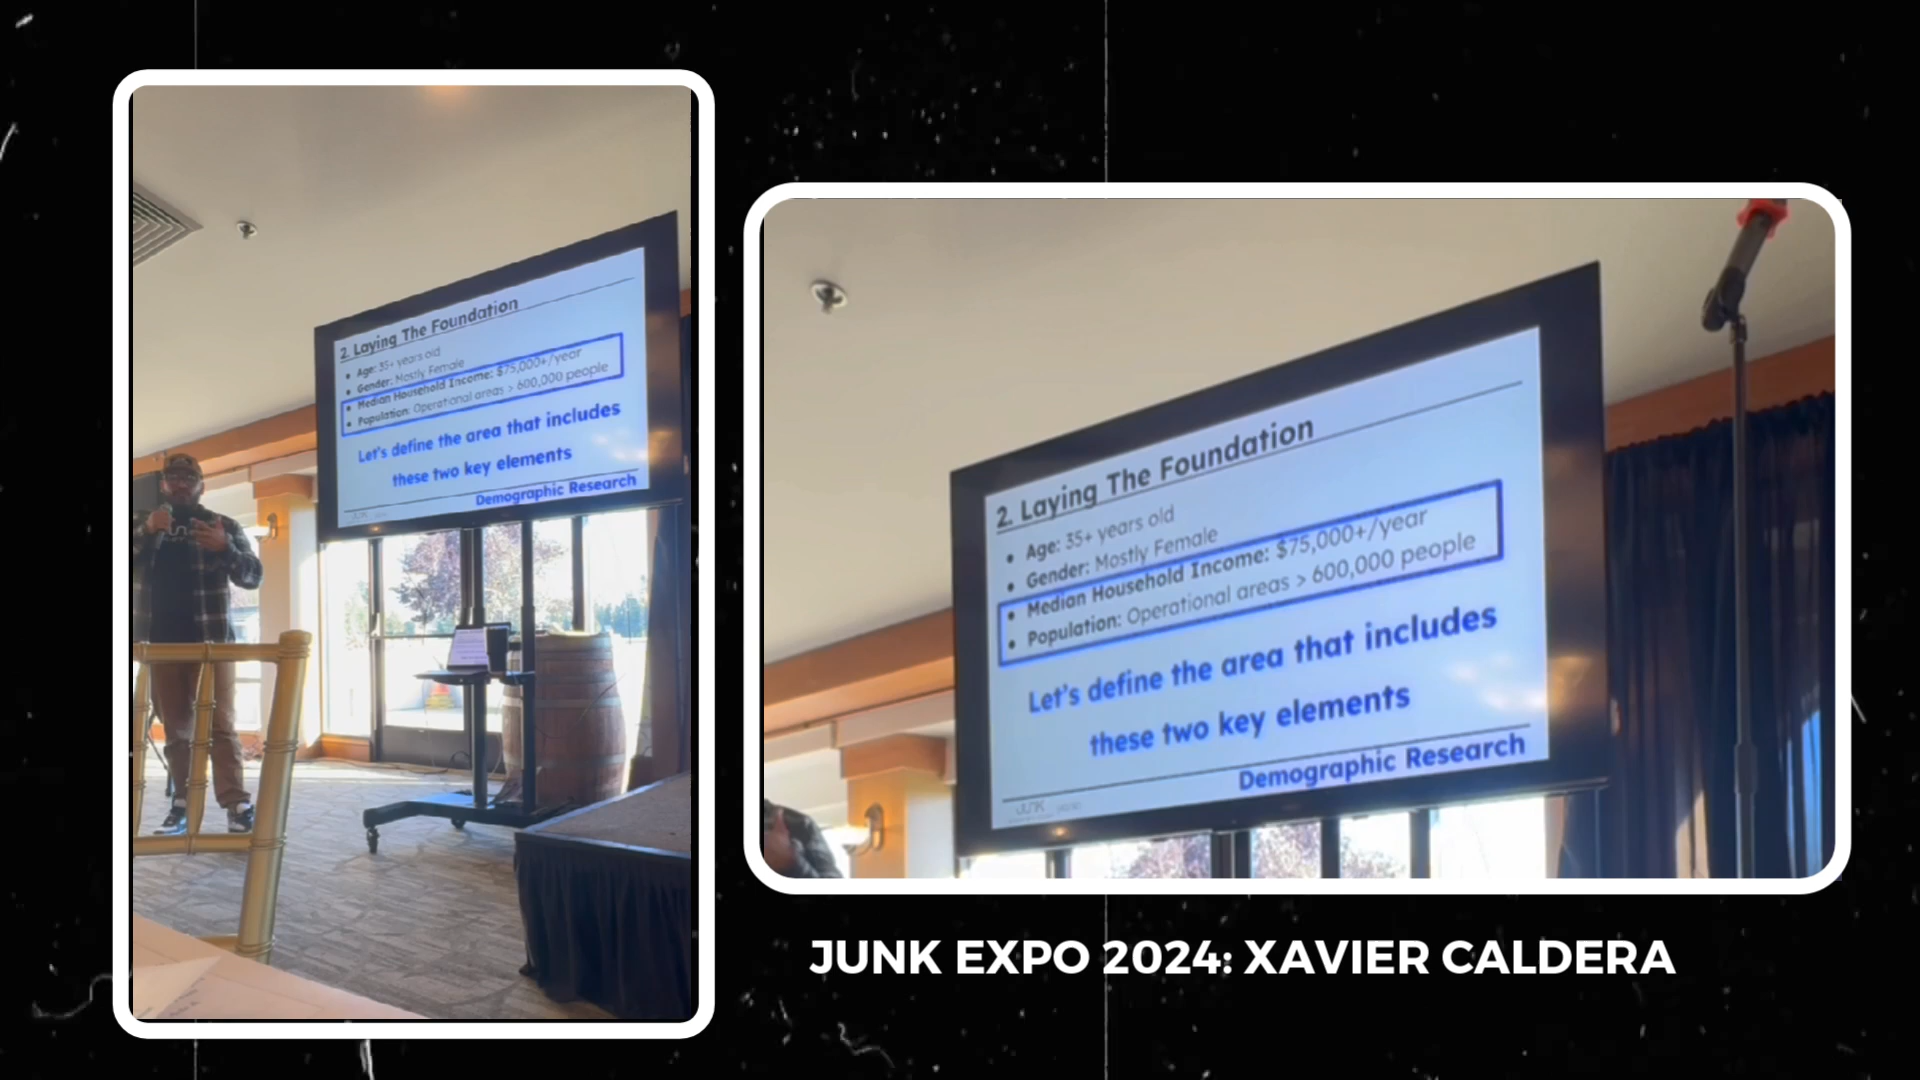 2. Laying The Foundation
• Age: 35+ years old
• Gender: Mostly Female
• Median Household Income: $75,000+/year
• Population: Operational areas > 600,000 people
Let's define the area that includes
these two key elements
Demographic Research
JUNK
2. Laying The Foundation
• Age: 35+ years old
• Gender: Mostly Female
• Median Household Income: $75,000+/year
• Population: Operational areas > 600,000 people
Let's define the area that includes
these two key elements
Demographic Research
JUNK
JUNK EXPO 2024: XAVIER CALDERA